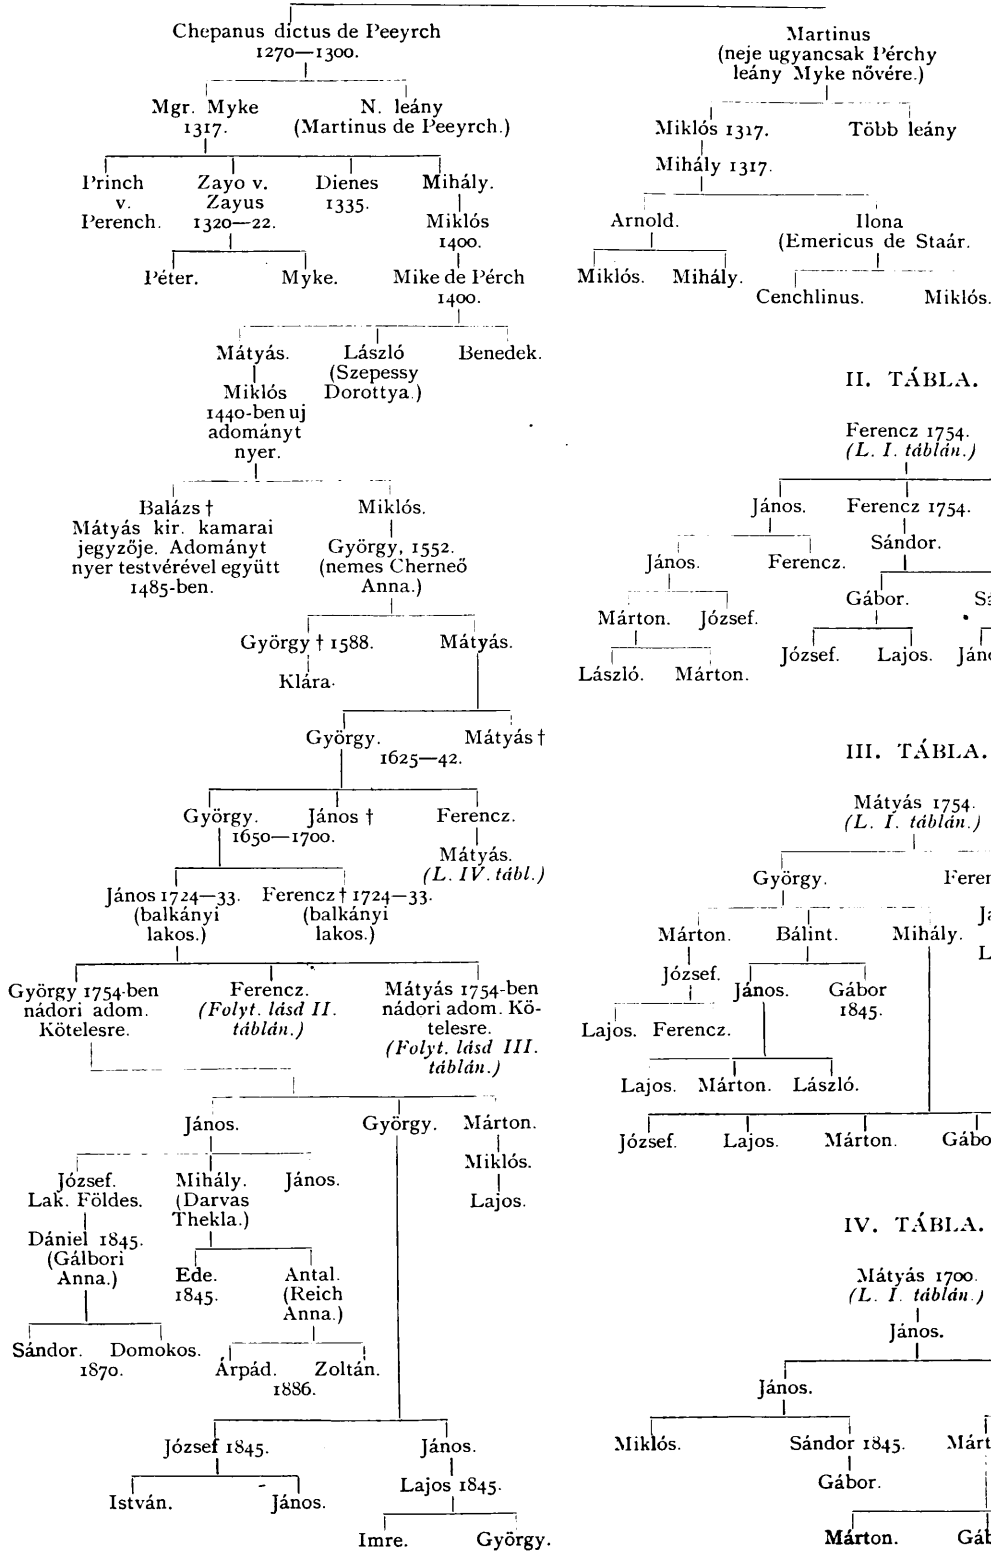 Chepanus dictus de Peeyrch
1270—1300.
Mgr. Myke
1317.
N. leány
(Martinus de Peeyrch.)
Princh
v.
Perench.
Zayo v.
Zayus
1320—22.
Dienes
1335.
Mihály.
Miklós
1400.
Péter.
Myke.
Mike de Pérch
1400.
Mátyás.
László
(Szepessy
Dorottya.)
Benedek.
Miklós
1440-ben uj
adományt
nyer.
Balázs †
Mátyás kir. kamarai
jegyzője. Adományt
nyer testvérével együtt
1485-ben.
Miklós.
György, 1552.
(nemes Cherneő
Anna.)
György † 1588.
Mátyás.
Klára.
György.
1625—42.
Mátyás †
György.
1650—1700.
János †
Ferencz.
Mátyás.
(L. IV. tábl.)
János 1724—33.
(balkányi
lakos.)
Ferencz † 1724—33.
(balkányi
lakos.)
György 1754-ben
nádori adom.
Kötelesre.
Ferencz.
(Folyt. lásd II.
táblán.)
Mátyás 1754-ben
nádori adom. Kö-
telesre.
(Folyt. lásd III.
táblán.)
János.
György.
Márton.
Miklós.
Lajos.
József.
Lak. Földes.
Mihály.
(Darvas
Thekla.)
János.
Dániel 1845.
(Gálbori
Anna.)
Ede.
1845.
Antal.
(Reich
Anna.)
Sándor.
Domokos.
1870.
Árpád.
Zoltán.
1886.
József 1845.
János.
István.
János.
Lajos 1845.
Imre.
György.
Martinus
(neje ugyancsak Pérchy
leány Myke nővére.)
Miklós 1317.
Több leány
Mihály 1317.
Arnold.
Ilona
(Emericus de Staár.
Miklós.
Mihály.
Cenchlinus.
Miklós.
II. TÁBLA.
Ferencz 1754.
(L. I. táblán.)
János.
Ferencz 1754.
János.
Ferencz.
Sándor.
Márton.
József.
Gábor.
László.
Márton.
József.
Lajos.
III. TÁBLA.
Mátyás 1754.
(L. I. táblán.)
György.
Márton.
Bálint.
Mihály.
József.
János.
Gábor
1845.
Lajos.
Ferencz.
Lajos.
Márton.
László.
József.
Lajos.
Márton.
IV. TÁBLA.
Mátyás 1700.
(L. I. táblán.)
János.
János.
Miklós.
Sándor 1845.
Gábor.
Márton.